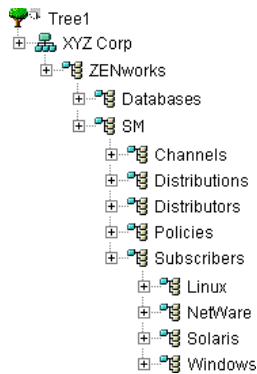 Tree1
XYZ Corp
ZENworks
Databases
SM
Channels
Distributions
Distributors
Policies
Subscribers
Linux
NetWare
Solaris
Windows